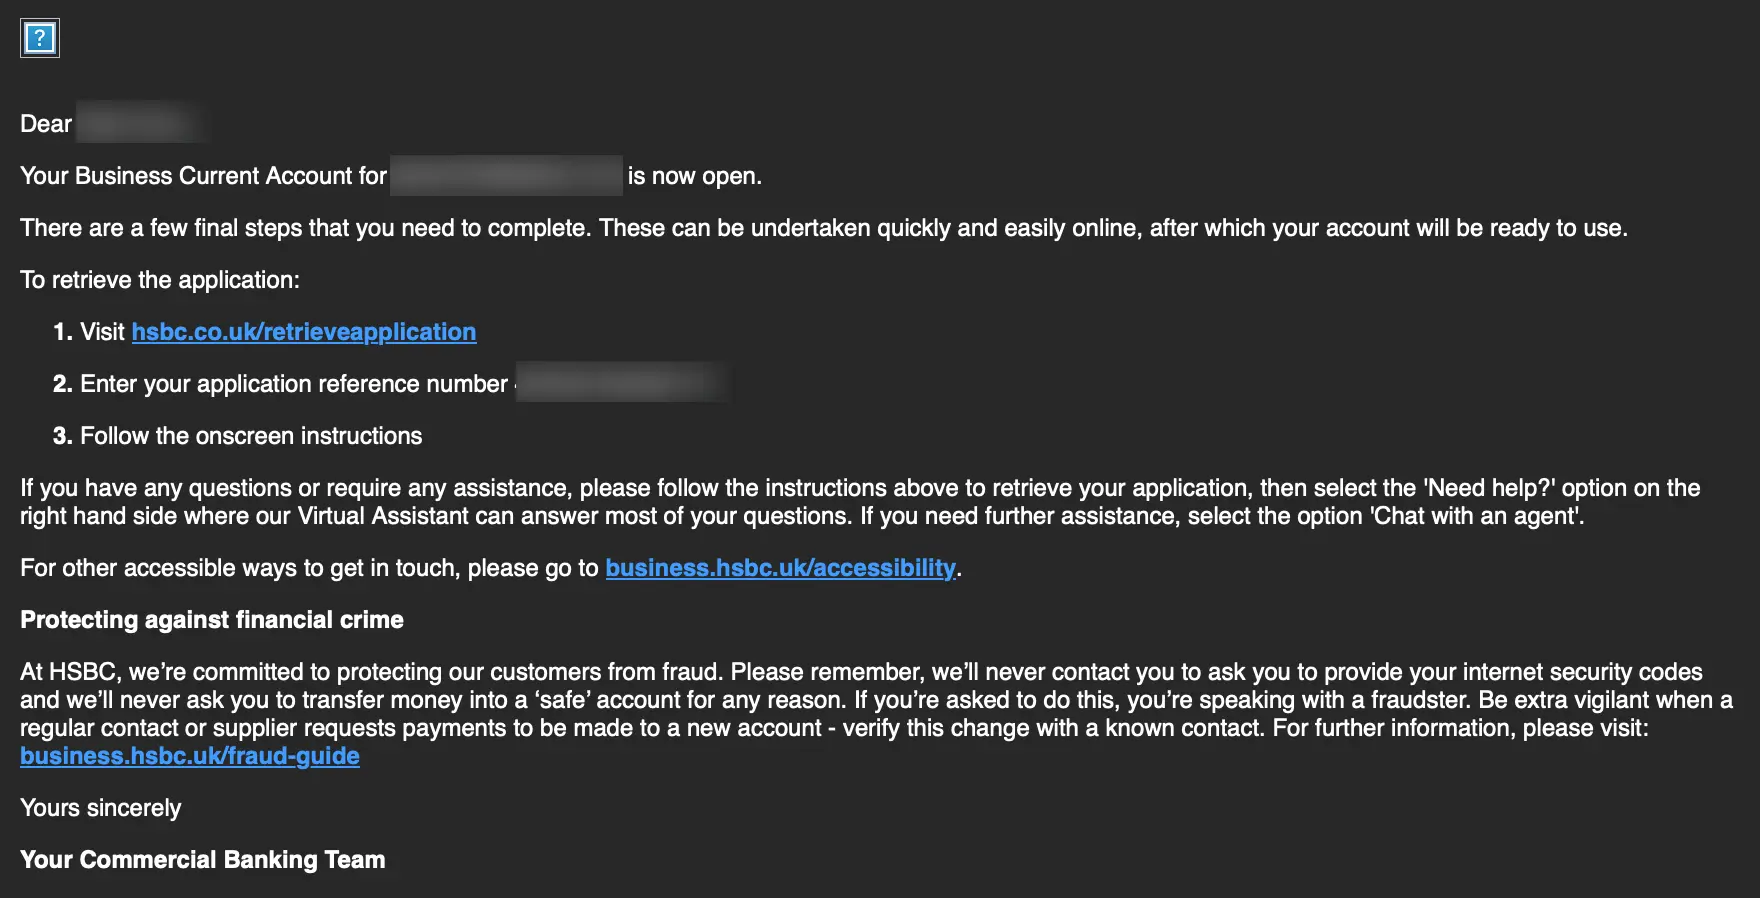 ?
Dear
Your Business Current Account for is now open.
There are a few final steps that you need to complete. These can be undertaken quickly and easily online, after which your account will be ready to use.
To retrieve the application:
1. Visit hsbc.co.uk/retrieveapplication
2. Enter your application reference number
3. Follow the onscreen instructions
If you have any questions or require any assistance, please follow the instructions above to retrieve your application, then select the 'Need help?' option on the
right hand side where our Virtual Assistant can answer most of your questions. If you need further assistance, select the option 'Chat with an agent'.
For other accessible ways to get in touch, please go to business.hsbc.uk/accessibility.
Protecting against financial crime
At HSBC, we’re committed to protecting our customers from fraud. Please remember, we’ll never contact you to ask you to provide your internet security codes
and we’ll never ask you to transfer money into a ‘safe’ account for any reason. If you’re asked to do this, you’re speaking with a fraudster. Be extra vigilant when a
regular contact or supplier requests payments to be made to a new account - verify this change with a known contact. For further information, please visit:
business.hsbc.uk/fraud-guide
Yours sincerely
Your Commercial Banking Team